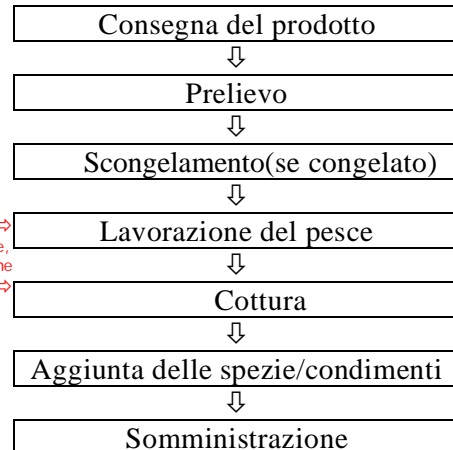 Consegna del prodotto
Prelievo
Scongelamento(se congelato)
Lavorazione del pesce
Cottura
Aggiunta delle spezie/condimenti
Somministrazione